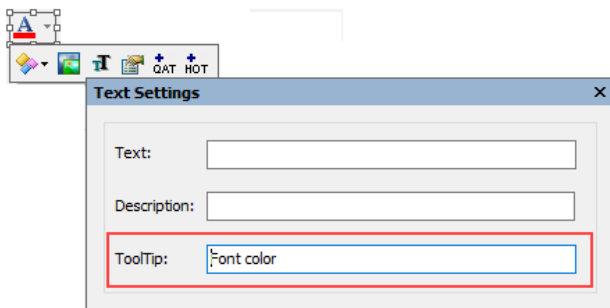 A
QAT HOT
Text Settings
Text:
Description:
ToolTip: Font color